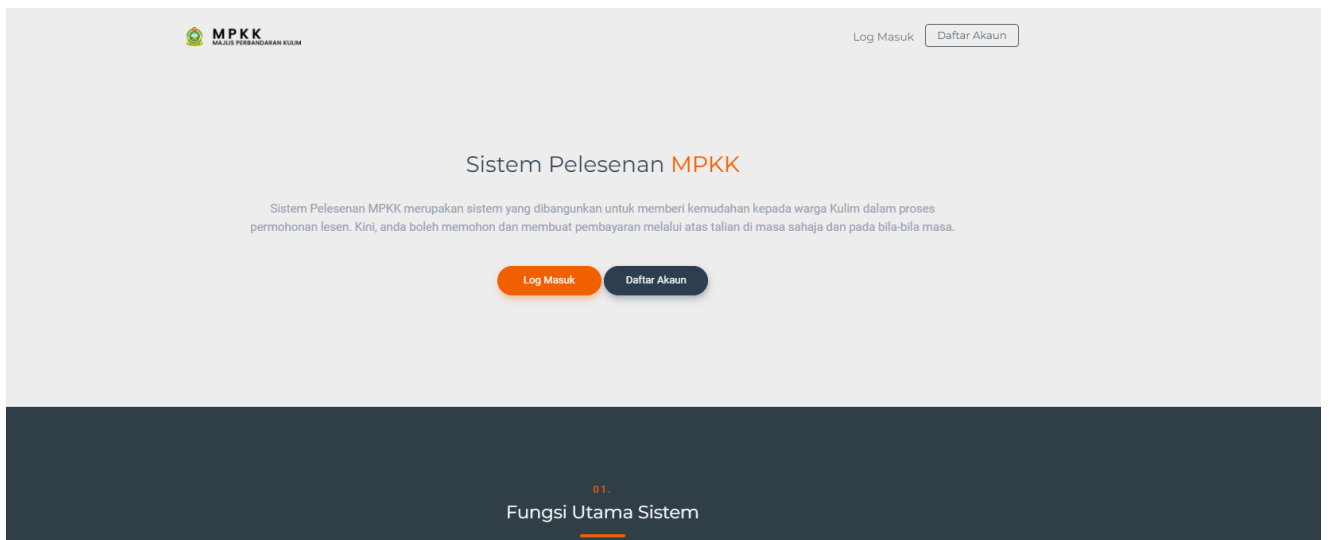 MPKK
MAJLIS PERBANDARAN KULIM
Log Masuk
Daftar Akaun
Sistem Pelesenan MPKK
Sistem Pelesenan MPKK merupakan sistem yang dibangunkan untuk memberi kemudahan kepada warga Kulim dalam proses
permohonan lesen. Kini, anda boleh memohon dan membuat pembayaran melalui atas talian di masa sahaja dan pada bila-bila masa.
Log Masuk
Daftar Akaun
01.
Fungsi Utama Sistem